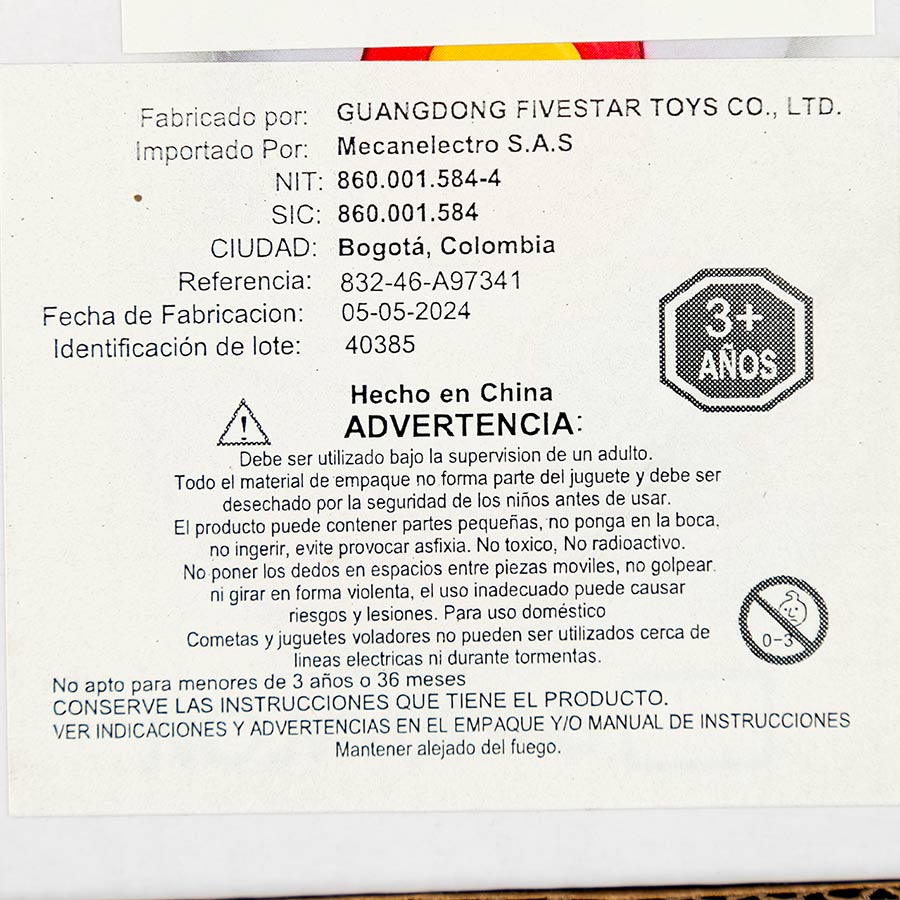 Fabricado por: GUANGDONG FIVESTAR TOYS CO., LTD.
Importado Por: Mecanelectro S.A.S
NIT: 860.001.584-4
SIC: 860.001.584
CIUDAD: Bogotá, Colombia
Referencia: 832-46-A97341
Fecha de Fabricacion: 05-05-2024
Identificación de lote: 40385
3+
AÑOS
Hecho en China
ADVERTENCIA:
Debe ser utilizado bajo la supervision de un adulto.
Todo el material de empaque no forma parte del juguete y debe ser
desechado por la seguridad de los niños antes de usar.
El producto puede contener partes pequeñas, no ponga en la boca,
no ingerir, evite provocar asfixia. No toxico, No radioactivo.
No poner los dedos en espacios entre piezas moviles, no golpear
ni girar en forma violenta, el uso inadecuado puede causar
riesgos y lesiones. Para uso doméstico
Cometas y juguetes voladores no pueden ser utilizados cerca de
lineas electricas ni durante tormentas.
0-3
No apto para menores de 3 años o 36 meses
CONSERVE LAS INSTRUCCIONES QUE TIENE EL PRODUCTO.
VER INDICACIONES Y ADVERTENCIAS EN EL EMPAQUE Y/O MANUAL DE INSTRUCCIONES
Mantener alejado del fuego.